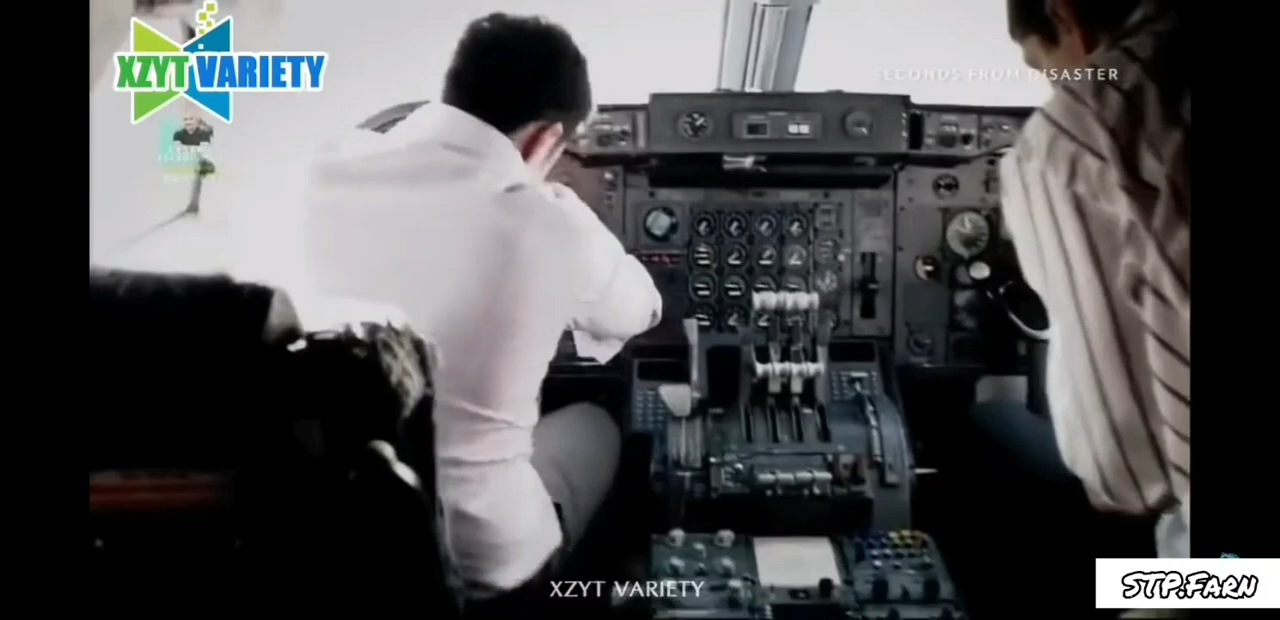 XZYT VARIETY
SECONDS FROM DISASTER
XZYT VARIETY
STP.FARN